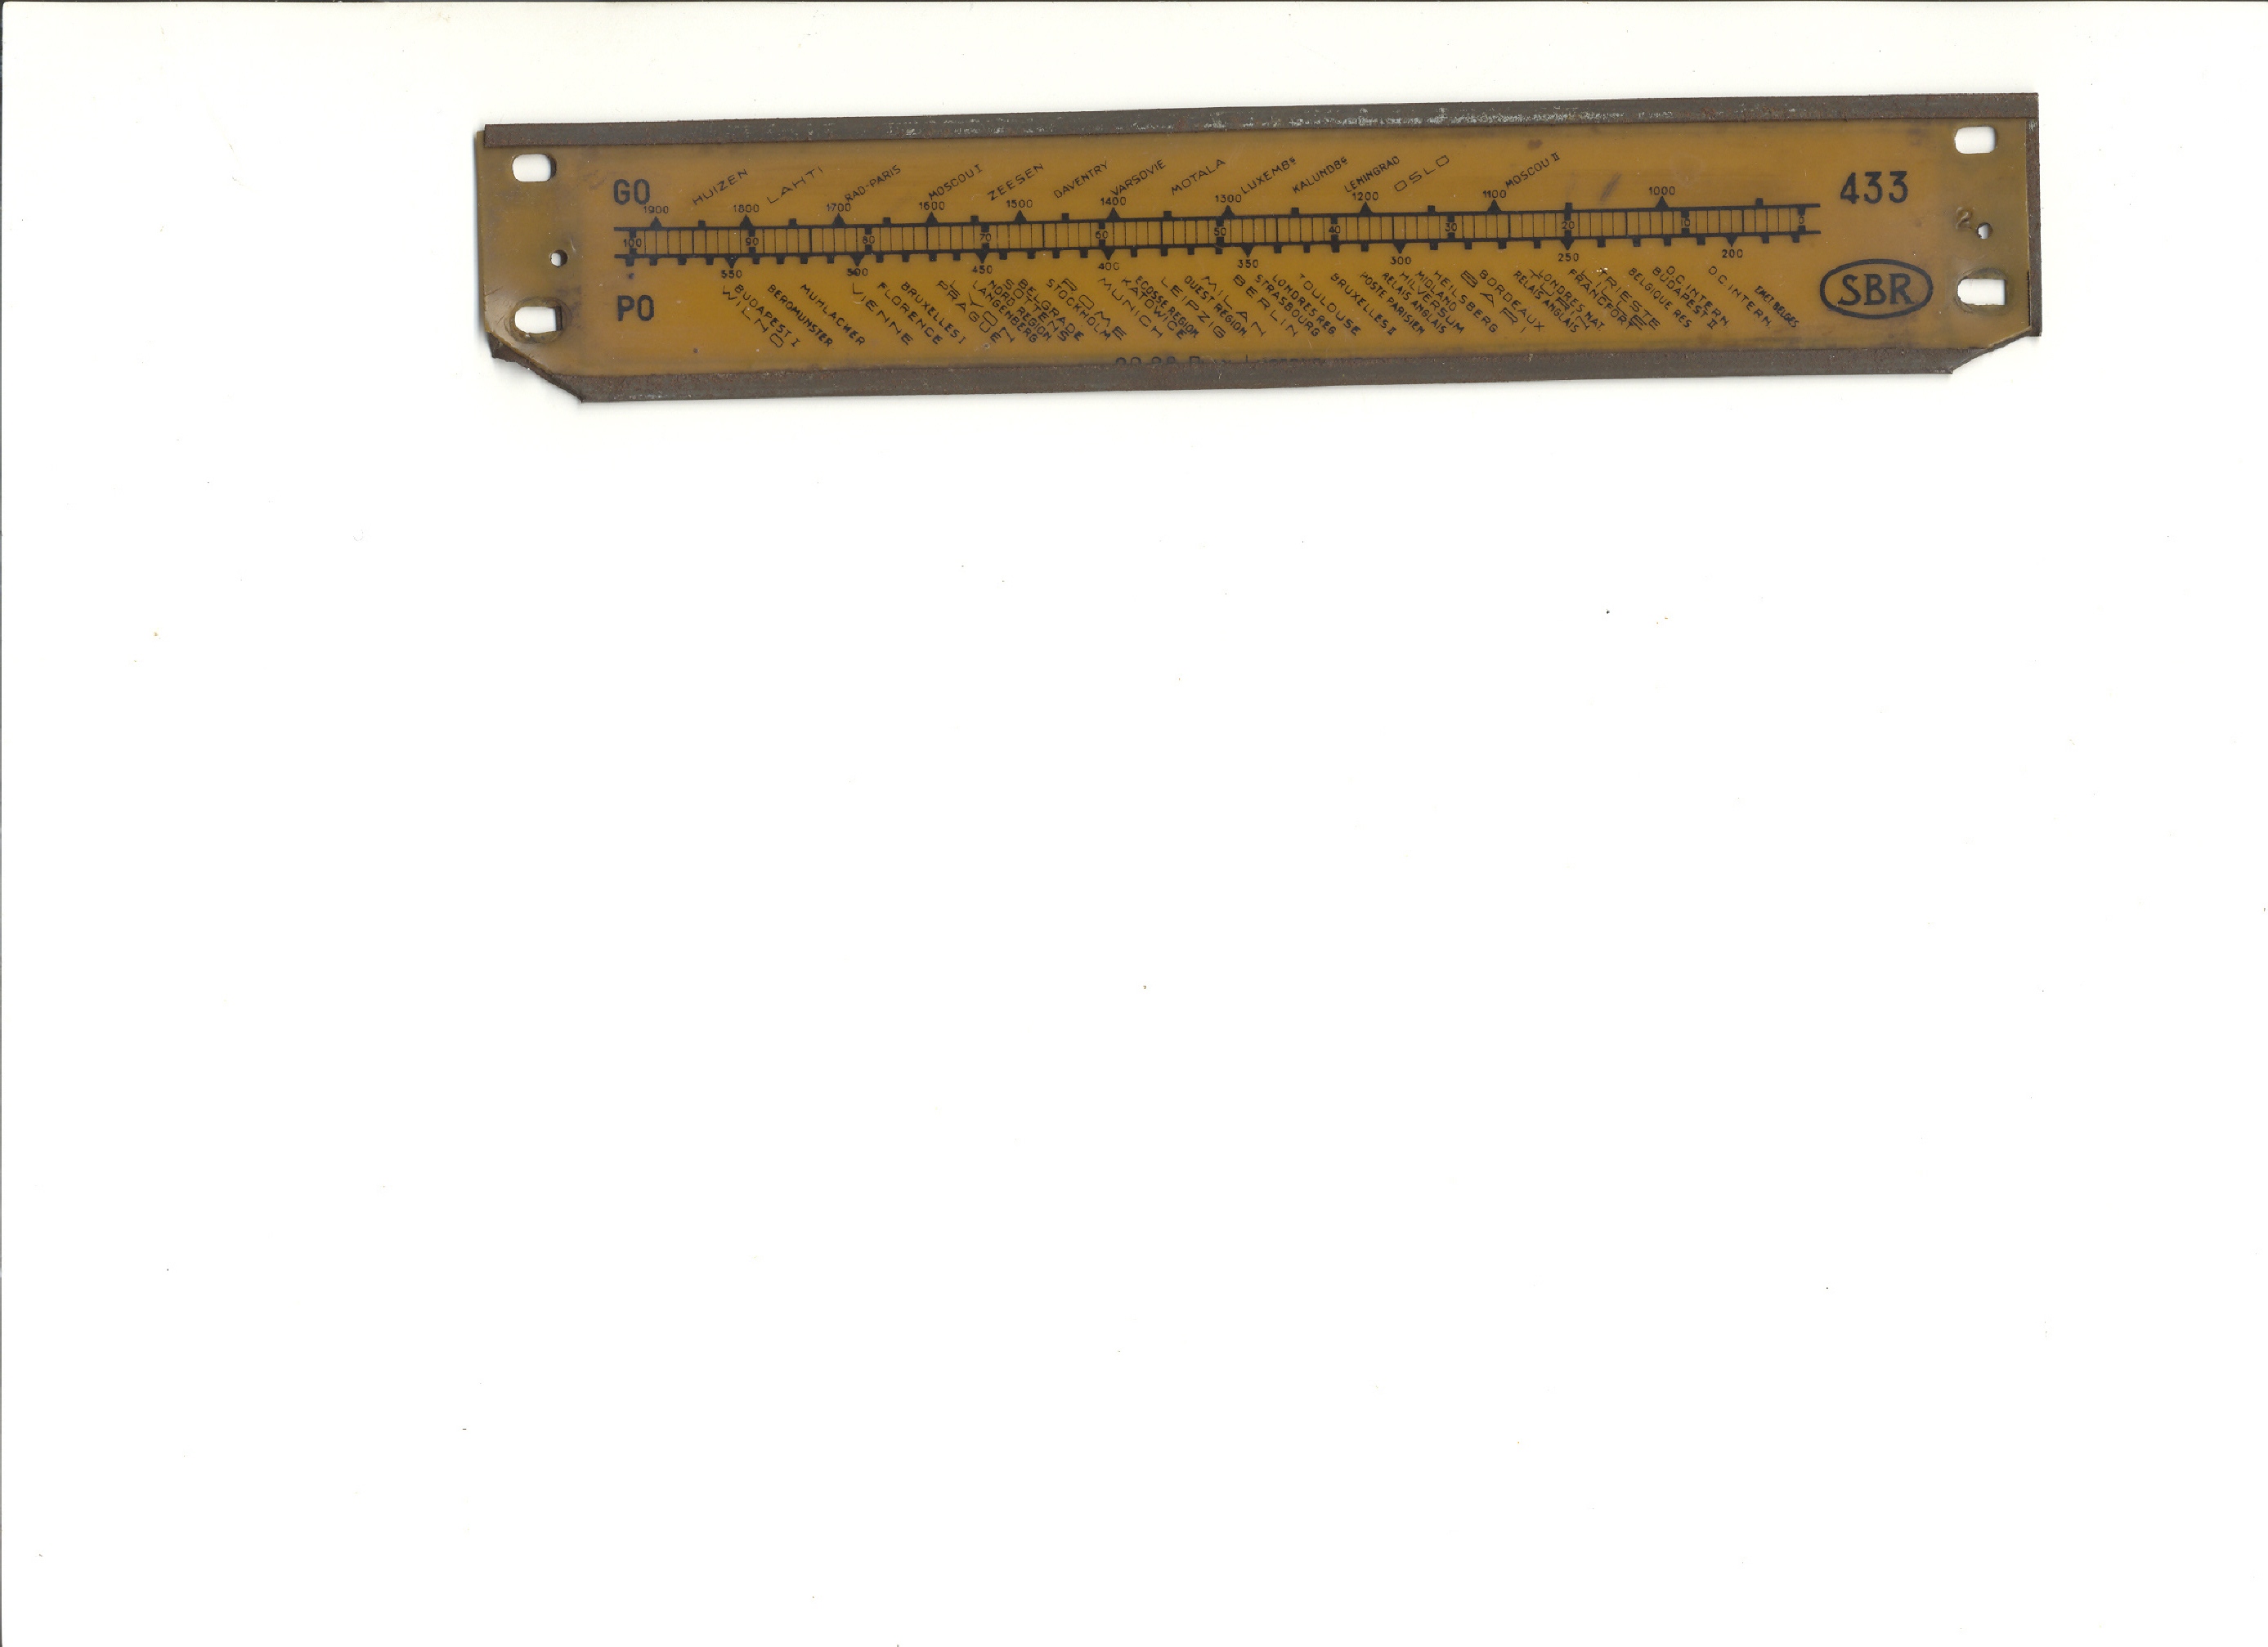 GO
HUIZEN
LAHTI
RAD-PARIS
MOSCOU I
ZEESEN
DAVENTRY
VARSOVIE
MOTALA
LUXEMBG
KALUNDBG
LENINGRAD
OSLO
MOSCOU II
433
1900 1800 1700 1600 1500 1400 1300 1200 1100 1000
100 90 80 70 60 50 40 30 20 10 0
550 500 450 400 350 300 250 200
2
PO
WILNO
BUDAPEST I
BEROMUNSTER
MUHLACKER
VIENNE
FLORENCE
BRUXELLES I
PRAGUE
LYON
LANGENBERG
NORD REGION
SOTTENS
BELGRADE
STOCKHOLM
ROME
MUNICH
KATOWICE
ECOSSE REGION
LEIPZIG
OUEST REGION
MILAN
BERLIN
STRASBOURG
LONDRES REG
TOULOUSE
BRUXELLES II
POSTE PARISIEN
RELAIS ANGLAIS
HILVERSUM
MIDLAND
HEILSBERG
BARI
BORDEAUX
RELAIS ANGLAIS
TURIN
LONDRES NAT
FRANCFORT
TRIESTE
BELGIQUE RES
BUDAPEST II
O.C INTERN
O.C INTERN
EMET BELGES
SBR